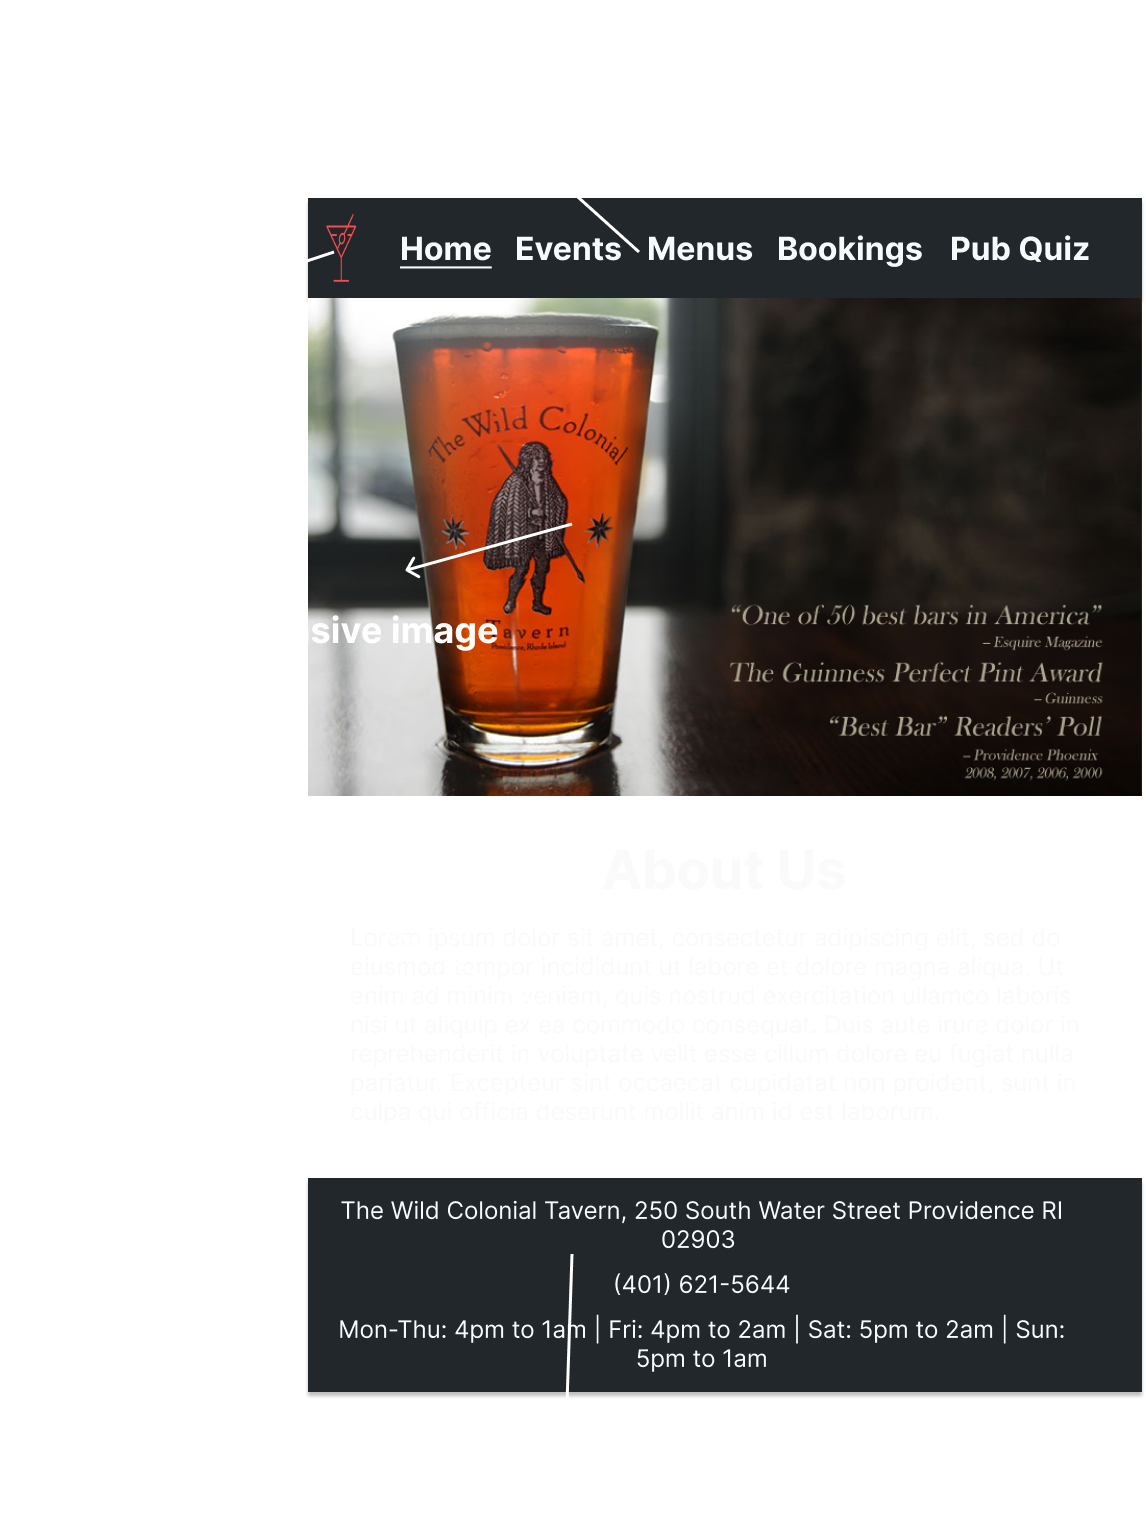 Home Events Menus Bookings Pub Quiz
The Wild Colonial
Tavern
Providence, Rhode Island
sive image
“One of 50 best bars in America”
– Esquire Magazine
The Guinness Perfect Pint Award
– Guinness
“Best Bar” Readers’ Poll
– Providence Phoenix
2008, 2007, 2006, 2000
About Us
Lorem ipsum dolor sit amet, consectetur adipiscing elit, sed do
eiusmod tempor incididunt ut labore et dolore magna aliqua. Ut
enim ad minim veniam, quis nostrud exercitation ullamco laboris
nisi ut aliquip ex ea commodo consequat. Duis aute irure dolor in
reprehenderit in voluptate velit esse cillum dolore eu fugiat nulla
pariatur. Excepteur sint occaecat cupidatat non proident, sunt in
culpa qui officia deserunt mollit anim id est laborum.
The Wild Colonial Tavern, 250 South Water Street Providence RI
02903
(401) 621-5644
Mon-Thu: 4pm to 1am | Fri: 4pm to 2am | Sat: 5pm to 2am | Sun:
5pm to 1am